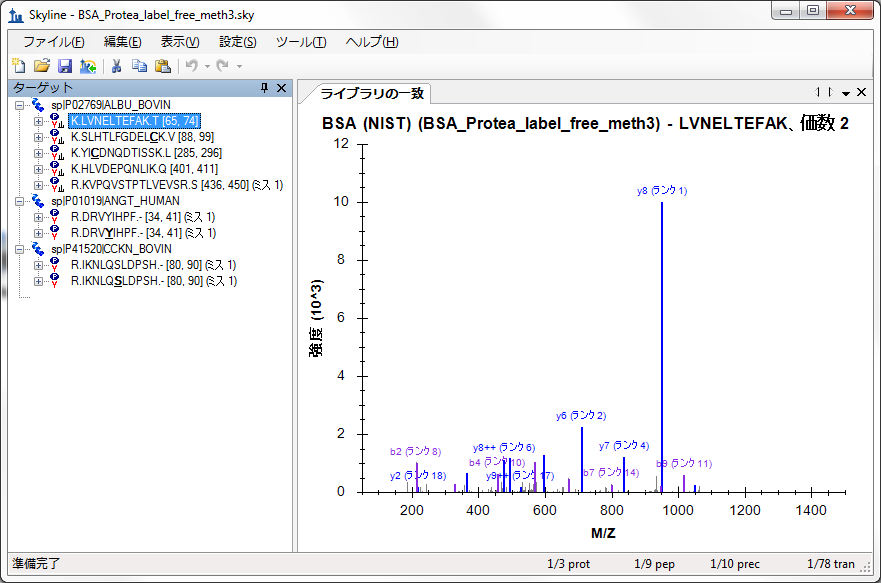 Skyline - BSA_Protea_label_free_meth3.sky
ファイル(F) 編集(E) 表示(V) 設定(S) ツール(T) ヘルプ(H)
ターゲット
sp|P02769|ALBU_BOVIN
K.LVNELTEFAK.T [65, 74]
K.SLHTLFGDELCK.V [88, 99]
K.YICDNQDTISSK.L [285, 296]
K.HLVDEPQNLIK.Q [401, 411]
R.KVPQVSTPTLVEVSR.S [436, 450] (ミス 1)
sp|P01019|ANGT_HUMAN
R.DRVYIHPF.- [34, 41] (ミス 1)
R.DRVYIHPF.- [34, 41] (ミス 1)
sp|P41520|CCKN_BOVIN
R.IKNLQSLDPSH.- [80, 90] (ミス 1)
R.IKNLQSLDPSH.- [80, 90] (ミス 1)
ライブラリの一致
BSA (NIST) (BSA_Protea_label_free_meth3) - LVNELTEFAK、価数 2
強度 (10^3)
12
10
8
6
4
2
0
y8 (ランク 1)
y6 (ランク 2)
y7 (ランク 4)
y8++ (ランク 6)
b2 (ランク 8)
b4 (ランク 10)
b9 (ランク 11)
b7 (ランク 14)
y2 (ランク 18)
y9++ (ランク 17)
200 400 600 800 1000 1200 1400
M/Z
準備完了 1/3 prot 1/9 pep 1/10 prec 1/78 tran